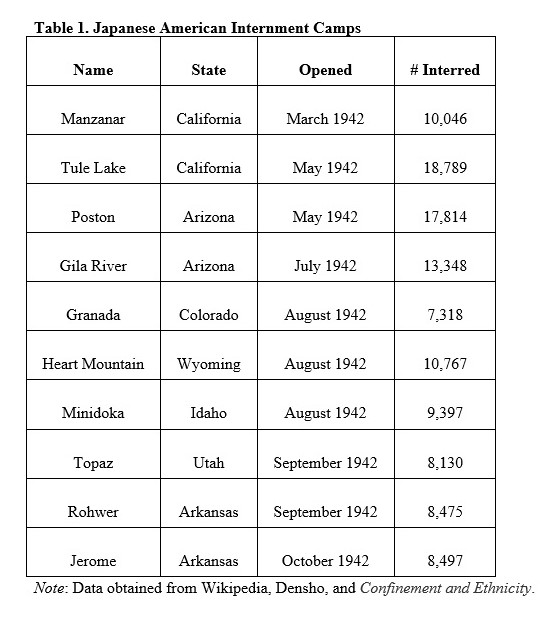 Table 1. Japanese American Internment Camps
Name State Opened # Interred
Manzanar California March 1942 10,046
Tule Lake California May 1942 18,789
Poston Arizona May 1942 17,814
Gila River Arizona July 1942 13,348
Granada Colorado August 1942 7,318
Heart Mountain Wyoming August 1942 10,767
Minidoka Idaho August 1942 9,397
Topaz Utah September 1942 8,130
Rohwer Arkansas September 1942 8,475
Jerome Arkansas October 1942 8,497
Note: Data obtained from Wikipedia, Densho, and Confinement and Ethnicity.